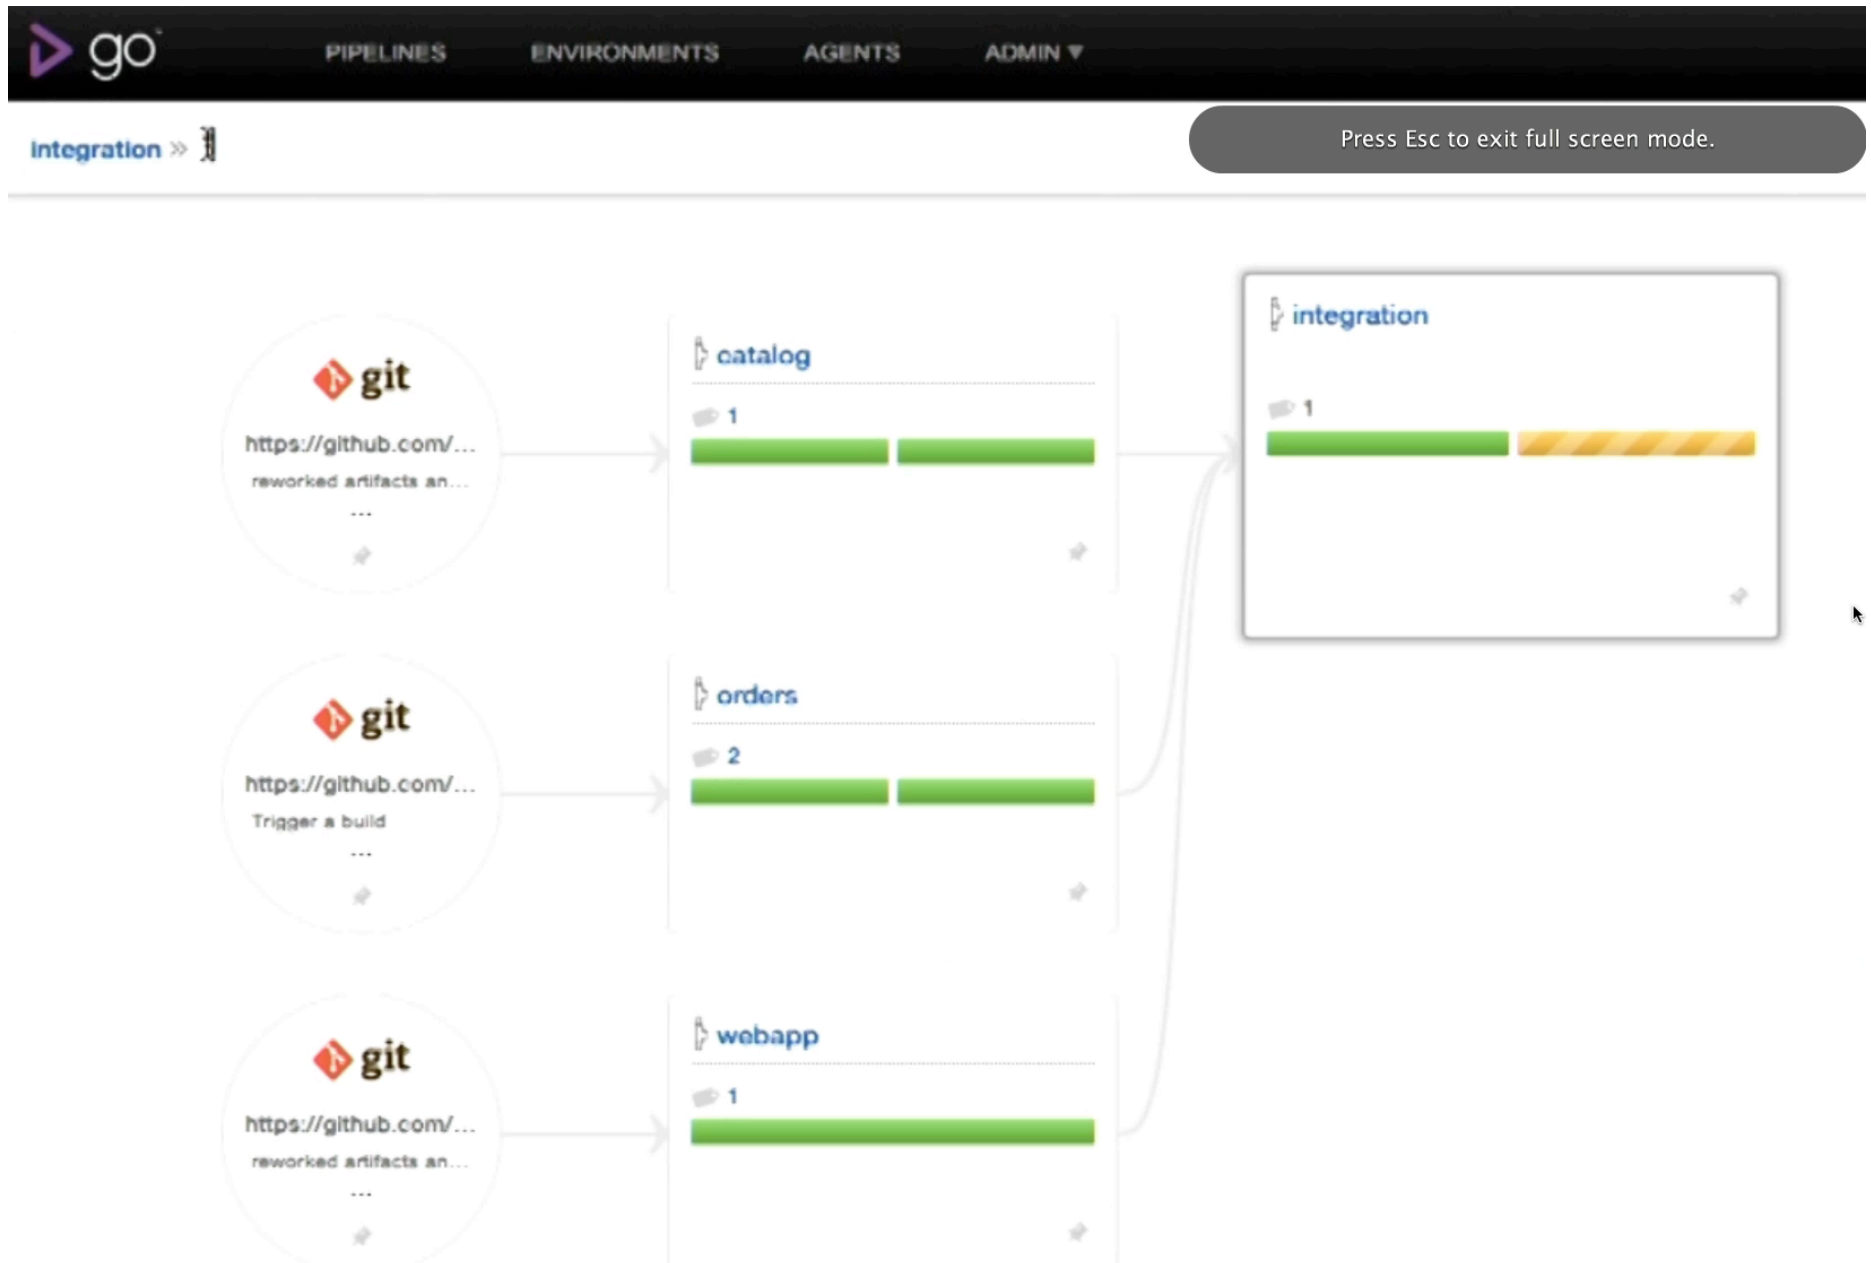 go
PIPELINES ENVIRONMENTS AGENTS ADMIN ▼
integration »
Press Esc to exit full screen mode.
git
https://github.com/...
reworked artifacts an...
...
catalog
1
integration
1
git
https://github.com/...
Trigger a build
...
orders
2
git
https://github.com/...
reworked artifacts an...
...
webapp
1